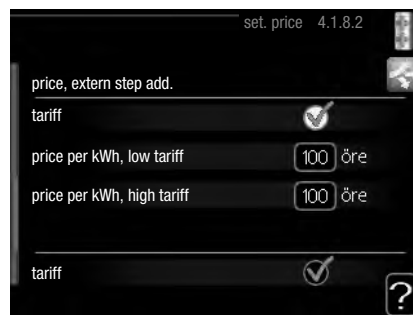 set. price 4.1.8.2
price, extern step add.
tariff
price per kWh, low tariff 100 öre
price per kWh, high tariff 100 öre
tariff
?